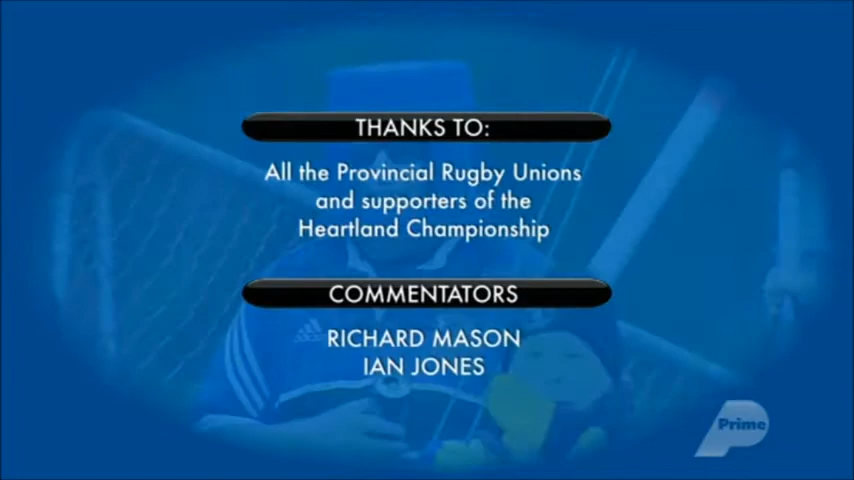 THANKS TO:
All the Provincial Rugby Unions
and supporters of the
Heartland Championship
COMMENTATORS
RICHARD MASON
IAN JONES
Prime